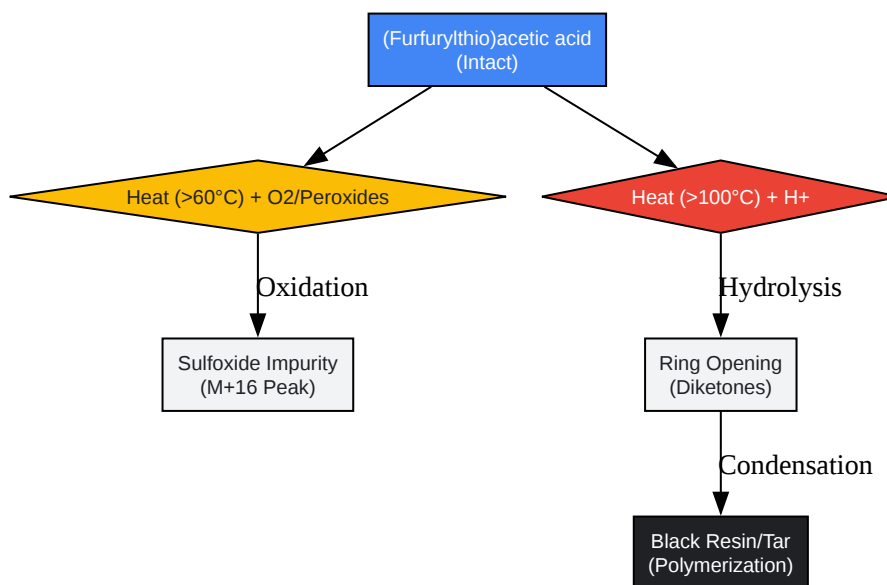 (Furfurylthio)acetic acid
(Intact)
Heat (>60°C) + O2/Peroxides
Heat (>100°C) + H+
Oxidation
Hydrolysis
Sulfoxide Impurity
(M+16 Peak)
Ring Opening
(Diketones)
Condensation
Black Resin/Tar
(Polymerization)